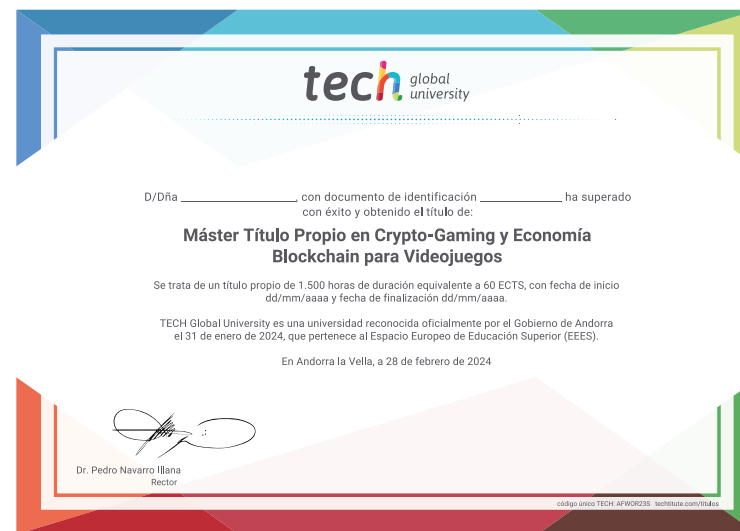 tech global university
D/Dña ____________________, con documento de identificación ______________ ha superado
con éxito y obtenido el título de:
Máster Título Propio en Crypto-Gaming y Economía
Blockchain para Videojuegos
Se trata de un título propio de 1.500 horas de duración equivalente a 60 ECTS, con fecha de inicio
dd/mm/aaaa y fecha de finalización dd/mm/aaaa.
TECH Global University es una universidad reconocida oficialmente por el Gobierno de Andorra
el 31 de enero de 2024, que pertenece al Espacio Europeo de Educación Superior (EEES).
En Andorra la Vella, a 28 de febrero de 2024
Dr. Pedro Navarro Illana
Rector
código único TECH: AFWOR23S techtitute.com/titulos